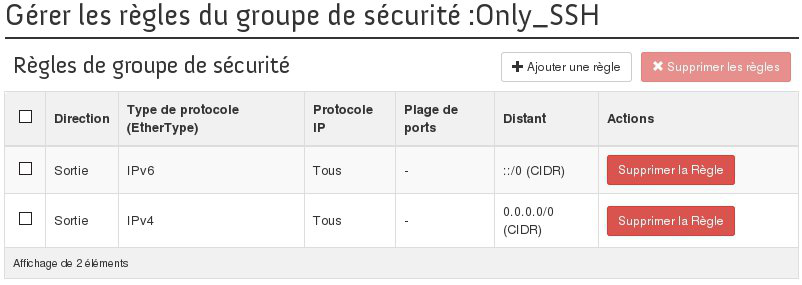 Gérer les règles du groupe de sécurité :Only_SSH
Règles de groupe de sécurité
Ajouter une règle
Supprimer les règles
Direction
Type de protocole
(EtherType)
Protocole
IP
Plage de
ports
Distant
Actions
Sortie
IPv6
Tous
-
::/0 (CIDR)
Supprimer la Règle
Sortie
IPv4
Tous
-
0.0.0.0/0
(CIDR)
Supprimer la Règle
Affichage de 2 éléments